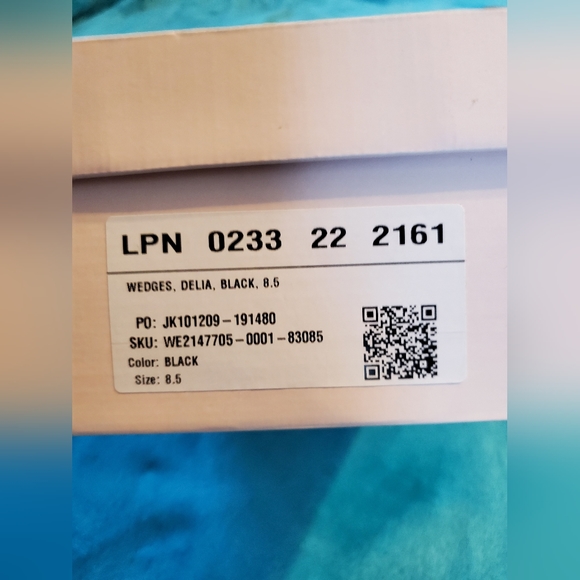 LPN 0233 22 2161
WEDGES, DELIA, BLACK, 8.5
PO: JK101209-191480
SKU: WE2147705-0001-83085
Color: BLACK
Size: 8.5